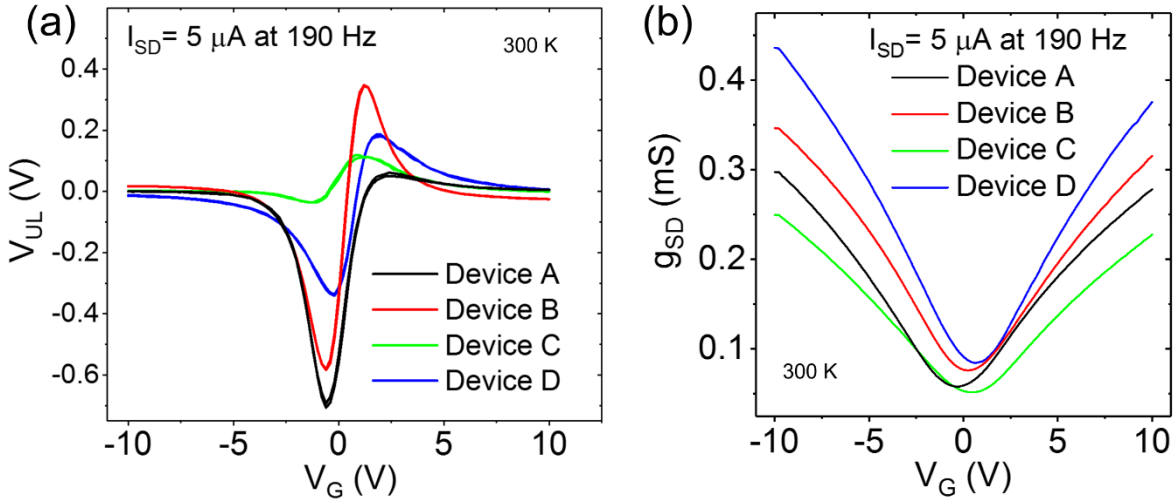 (a)
I_SD= 5 μA at 190 Hz
300 K
V_UL (V)
0.4
0.2
0.0
-0.2
-0.4
-0.6
Device A
Device B
Device C
Device D
-10
-5
0
5
10
V_G (V)
(b)
I_SD= 5 μA at 190 Hz
Device A
Device B
Device C
Device D
g_SD (mS)
0.4
0.3
0.2
0.1
300 K
-10
-5
0
5
10
V_G (V)